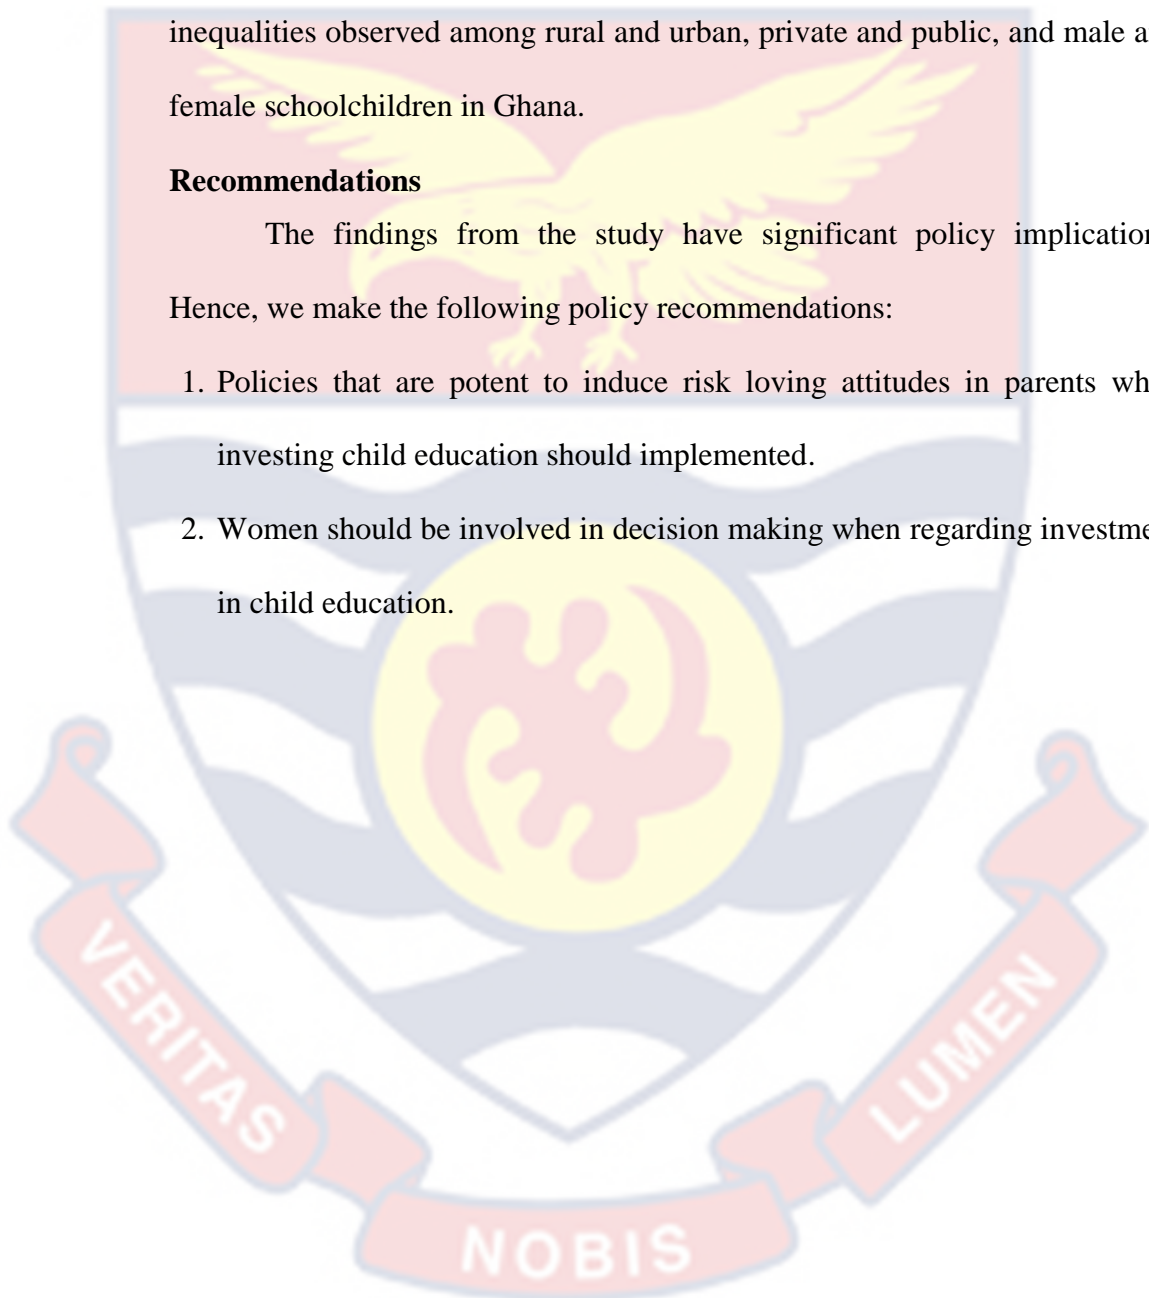 inequalities observed among rural and urban, private and public, and male a
female schoolchildren in Ghana.
Recommendations
The findings from the study have significant policy implication
Hence, we make the following policy recommendations:
1. Policies that are potent to induce risk loving attitudes in parents wh
investing child education should implemented.
2. Women should be involved in decision making when regarding investme
in child education.
VERITAS
NOBIS
LUMEN